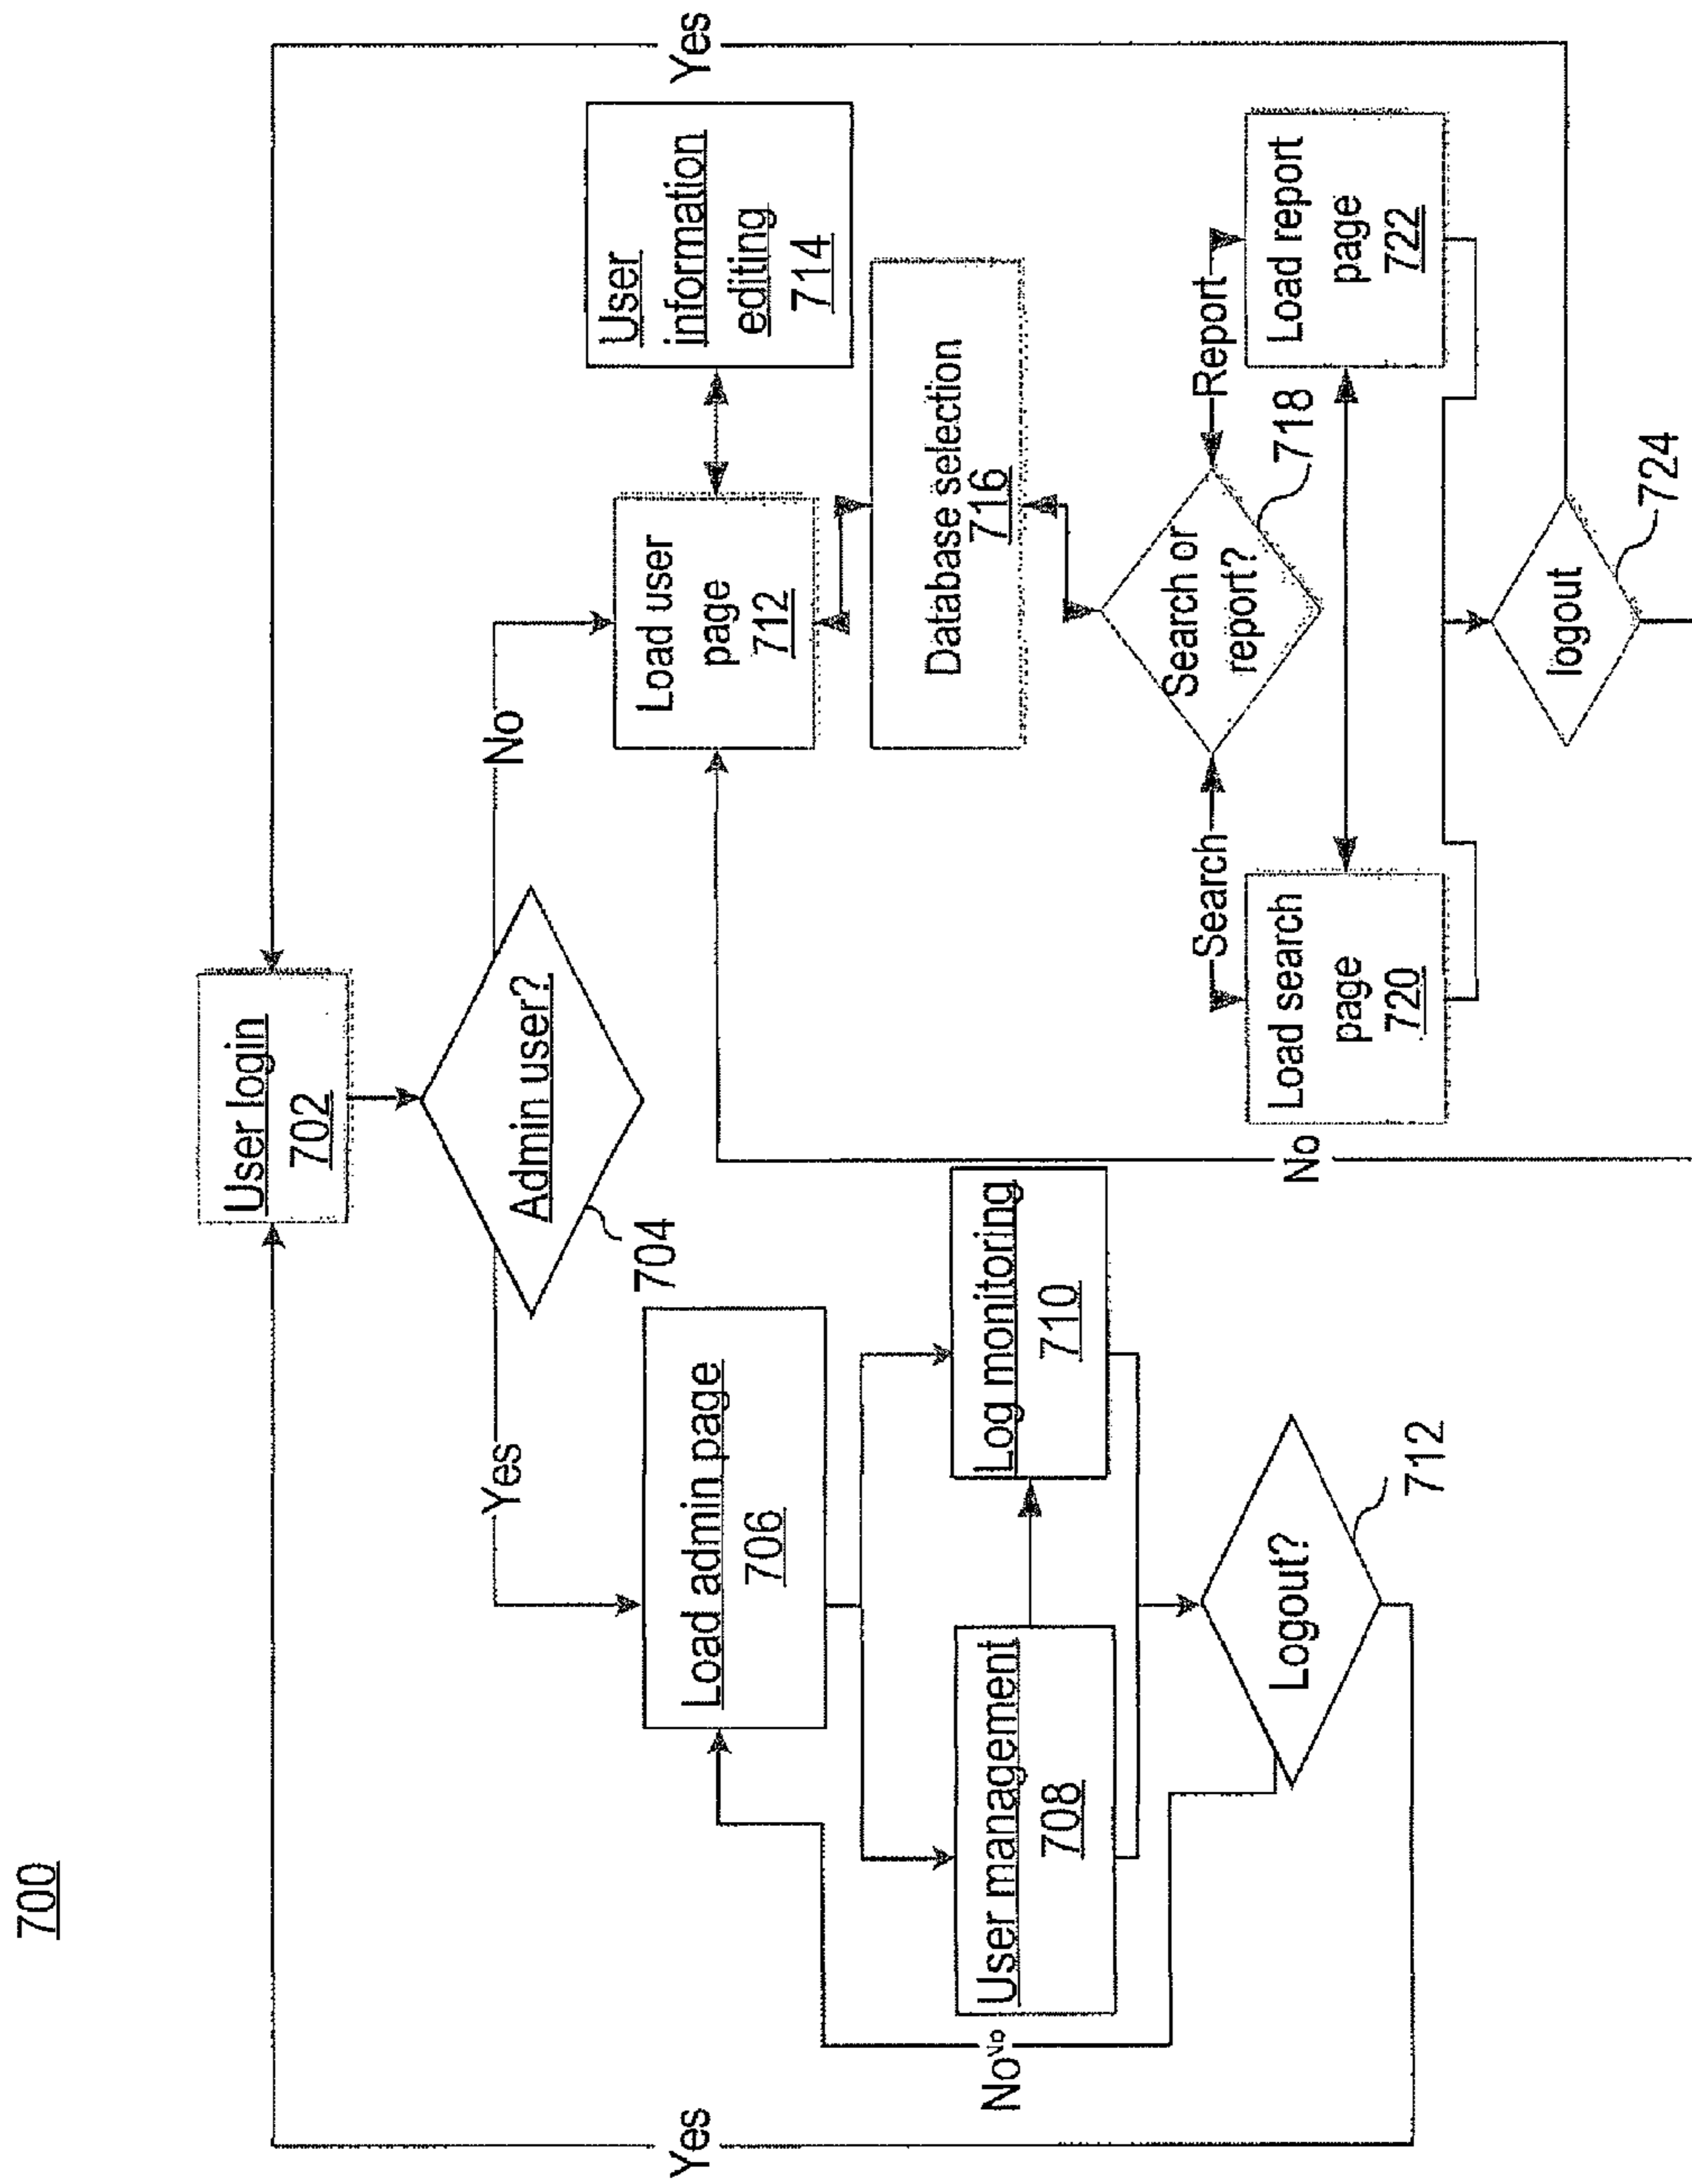 700
User login
702
Yes
Yes
Admin user?
704
No
Yes
Load admin page
706
Load user
page
712
User
information
editing
714
Database selection
716
User management
708
Log monitoring
710
No
Search or
report?
718
Search
Report
Load search
page
720
Load report
page
722
No
Logout?
712
logout
724